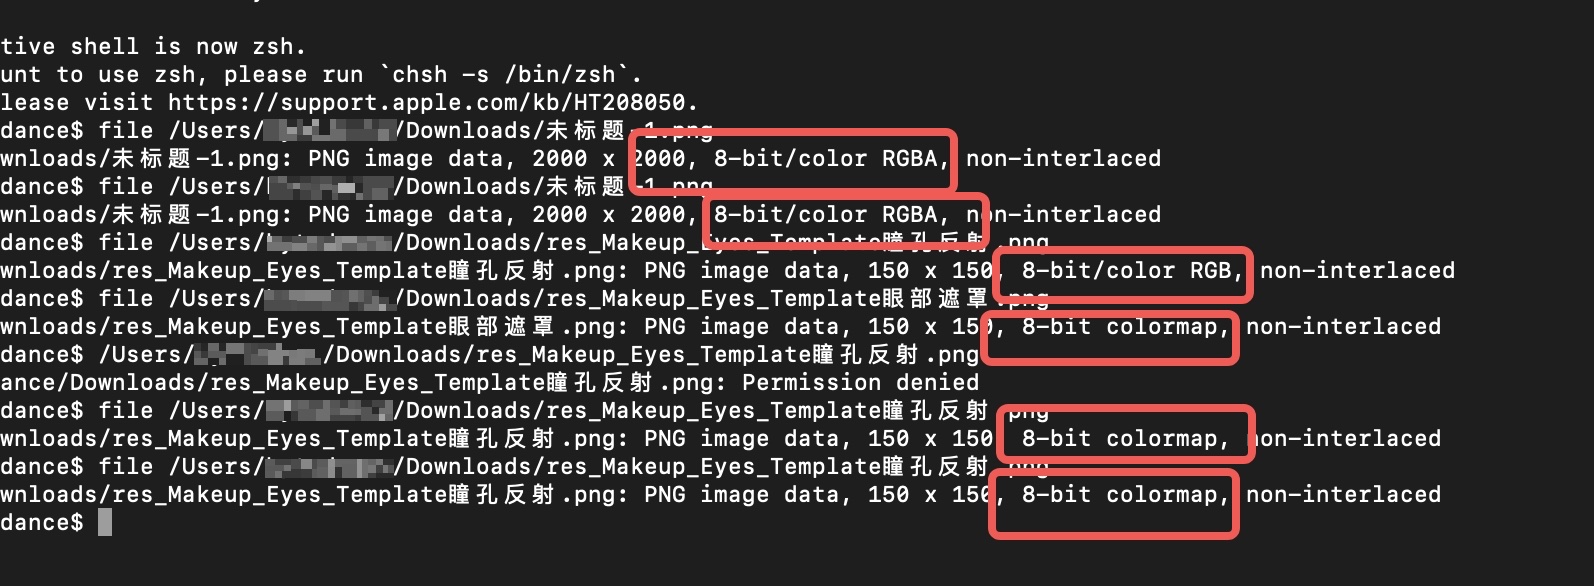 tive shell is now zsh.
unt to use zsh, please run `chsh -s /bin/zsh`.
lease visit https://support.apple.com/kb/HT208050.
dance$ file /Users/ /Downloads/未标题-1.png
wnloads/未标题-1.png: PNG image data, 2000 x 2000, 8-bit/color RGBA, non-interlaced
dance$ file /Users/ /Downloads/未标题-1.png
wnloads/未标题-1.png: PNG image data, 2000 x 2000, 8-bit/color RGBA, non-interlaced
dance$ file /Users/ /Downloads/res_Makeup_Eyes_Template瞳孔反射.png
wnloads/res_Makeup_Eyes_Template瞳孔反射.png: PNG image data, 150 x 150, 8-bit/color RGB, non-interlaced
dance$ file /Users/ /Downloads/res_Makeup_Eyes_Template眼部遮罩.png
wnloads/res_Makeup_Eyes_Template眼部遮罩.png: PNG image data, 150 x 150, 8-bit colormap, non-interlaced
dance$ /Users/ /Downloads/res_Makeup_Eyes_Template瞳孔反射.png
ance/Downloads/res_Makeup_Eyes_Template瞳孔反射.png: Permission denied
dance$ file /Users/ /Downloads/res_Makeup_Eyes_Template瞳孔反射.png
wnloads/res_Makeup_Eyes_Template瞳孔反射.png: PNG image data, 150 x 150, 8-bit colormap, non-interlaced
dance$ file /Users/ /Downloads/res_Makeup_Eyes_Template瞳孔反射.png
wnloads/res_Makeup_Eyes_Template瞳孔反射.png: PNG image data, 150 x 150, 8-bit colormap, non-interlaced
dance$